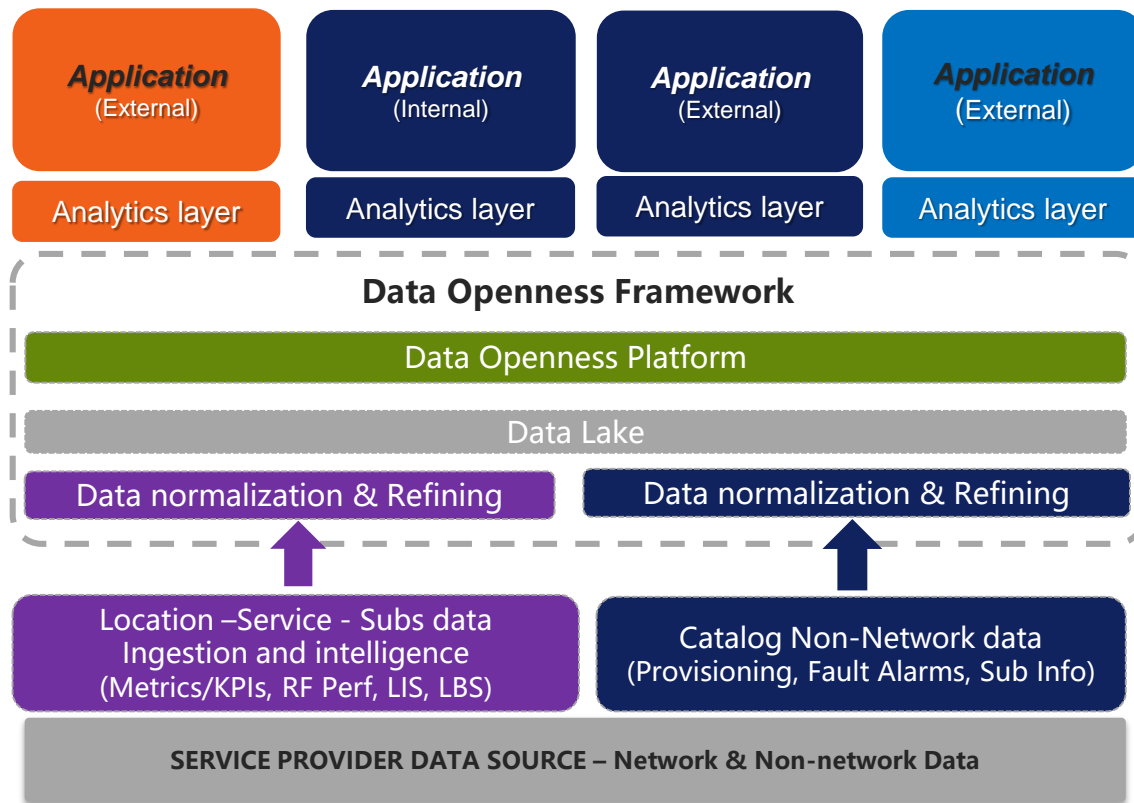 Application
(External)
Application
(Internal)
Application
(External)
Application
(External)
Analytics layer
Analytics layer
Analytics layer
Analytics layer
Data Openness Framework
Data Openness Platform
Data Lake
Data normalization & Refining
Data normalization & Refining
Location –Service - Subs data
Ingestion and intelligence
(Metrics/KPIs, RF Perf, LIS, LBS)
Catalog Non-Network data
(Provisioning, Fault Alarms, Sub Info)
SERVICE PROVIDER DATA SOURCE – Network & Non-network Data